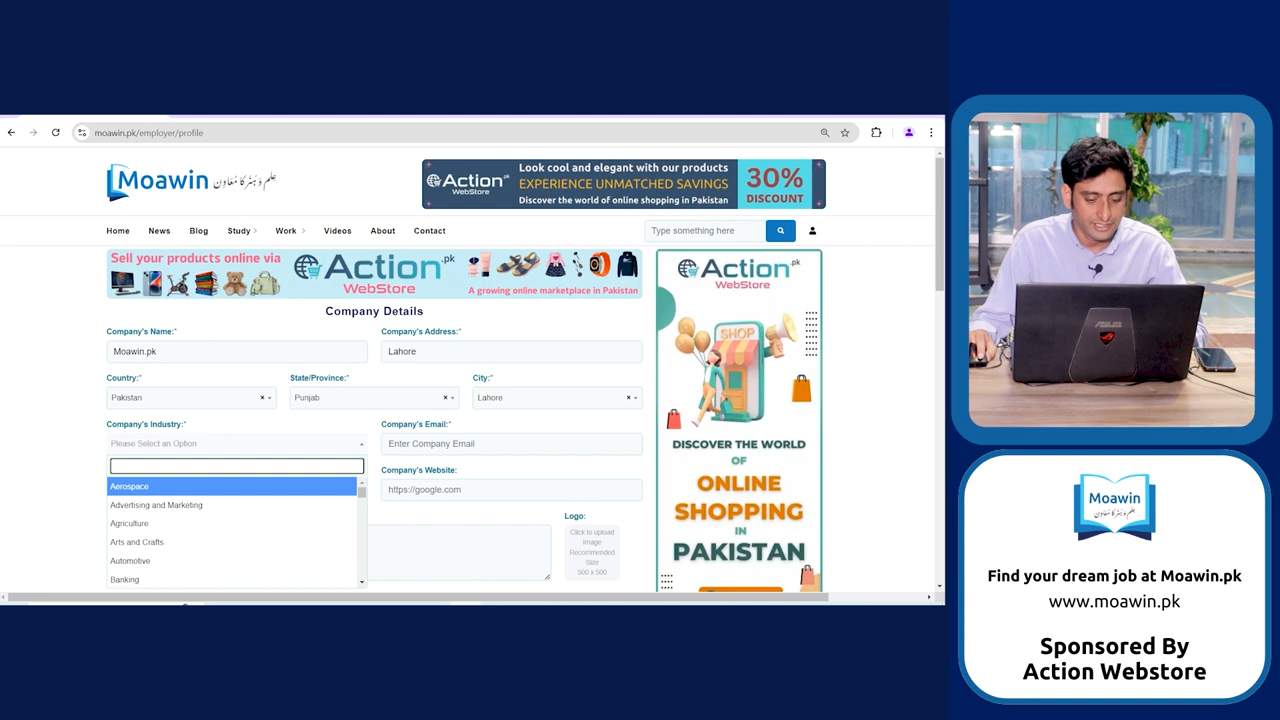 moawin.pk/employer/profile
Moawin علم و ہنر کا معاون
Action.pk WebStore
Look cool and elegant with our products
EXPERIENCE UNMATCHED SAVINGS
Discover the world of online shopping in Pakistan
30% DISCOUNT
Home News Blog Study Work Videos About Contact
Type something here
Sell your products online via
Action.pk WebStore
A growing online marketplace in Pakistan
Company Details
Company's Name:* Company's Address:*
Moawin.pk Lahore
Country:* State/Province:* City:*
Pakistan × Punjab × Lahore ×
Company's Industry:* Company's Email:*
Please Select an Option Enter Company Email
Company's Website:
Aerospace https://google.com
Advertising and Marketing
Agriculture Logo:
Arts and Crafts
Automotive
Banking
Click to upload
Image
Recommended
Size
500 x 500
Action.pk
WebStore
SHOP
DISCOVER THE WORLD
OF
ONLINE
SHOPPING
IN
PAKISTAN
ASUS
Moawin
علم و ہنر کا معاون
Find your dream job at Moawin.pk
www.moawin.pk
Sponsored By
Action Webstore